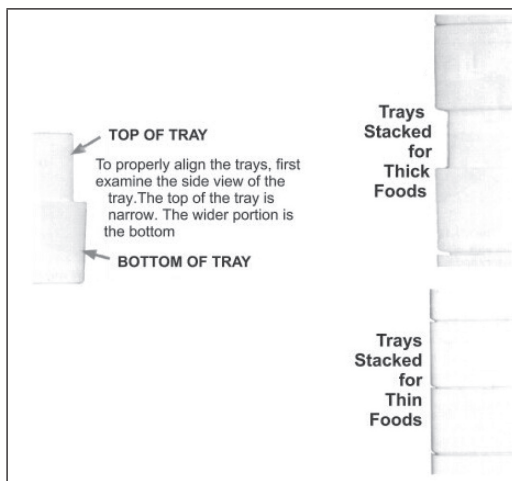 TOP OF TRAY
To properly align the trays, first
examine the side view of the
tray.The top of the tray is
narrow. The wider portion is
the bottom
BOTTOM OF TRAY
Trays
Stacked
for
Thick
Foods
Trays
Stacked
for
Thin
Foods